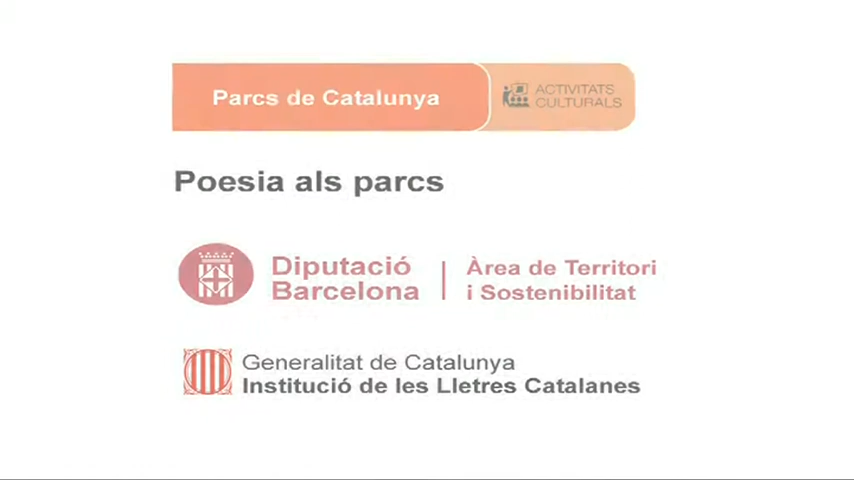 Parcs de Catalunya
ACTIVITATS
CULTURALS
Poesia als parcs
Diputació
Barcelona
Àrea de Territori
i Sostenibilitat
Generalitat de Catalunya
Institució de les Lletres Catalanes